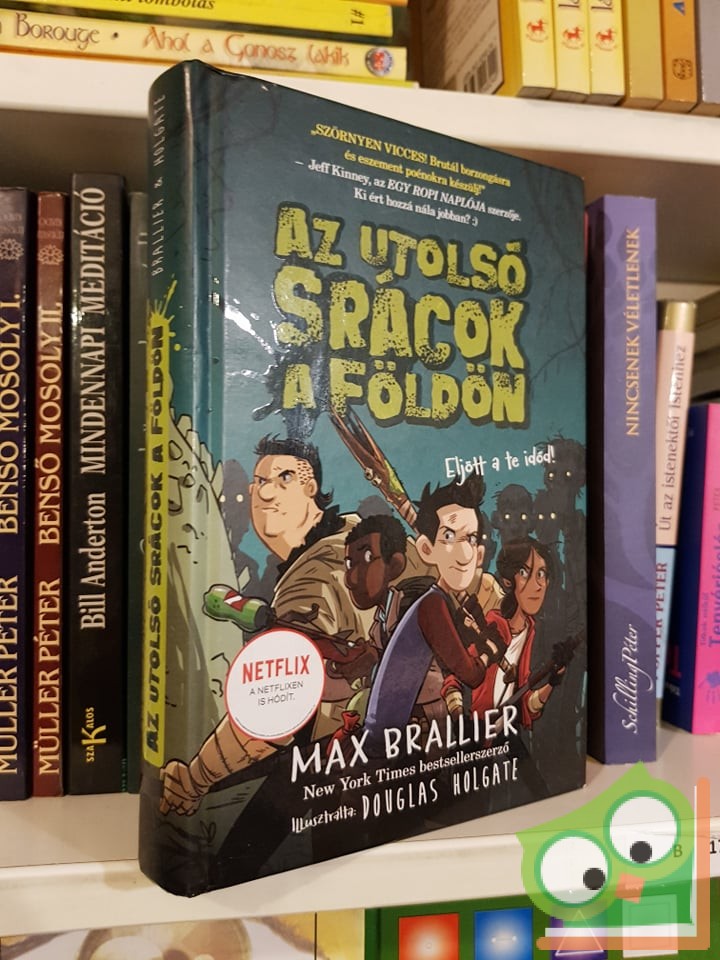 Borouge · Ahol a Gonosz Lakik
„SZÖRNYEN VICCES! Brutál borzongásra
és eszement poénokra készülj!"
– Jeff Kinney, az EGY ROPI NAPLÓJA szerzője.
Ki ért hozzá nála jobban? :)
AZ UTOLSÓ
SRÁCOK
A FÖLDÖN
Eljött a te időd!
NETFLIX
A NETFLIXEN
IS HÓDÍT.
MAX BRALLIER
New York Times bestsellerszerző
Illusztrálta: DOUGLAS HOLGATE
BRALLIER & HOLGATE
AZ UTOLSÓ SRÁCOK A FÖLDÖN
MÜLLER PÉTER BENSŐ MOSOLY I.
MÜLLER PÉTER BENSŐ MOSOLY II.
Bill Anderton MINDENNAPI MEDITÁCIÓ
SZAKALOS
NINCSENEK VÉLETLENEK
Schilling Péter
Út az istenektől Istenhez
PÉTER
B